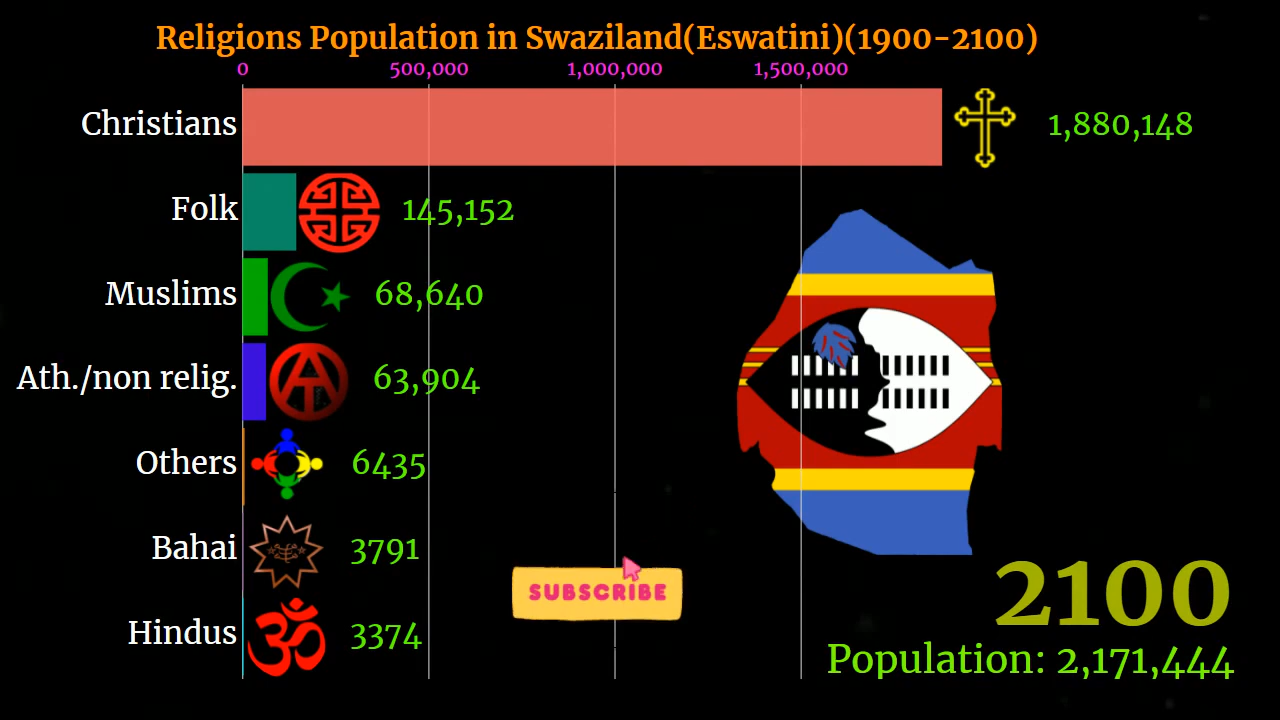 Religions Population in Swaziland(Eswatini)(1900-2100)
0 500,000 1,000,000 1,500,000
Christians 1,880,148
Folk 145,152
Muslims 68,640
Ath./non relig. 63,904
Others 6435
Bahai 3791
SUBSCRIBE
Hindus 3374
2100
Population: 2,171,444